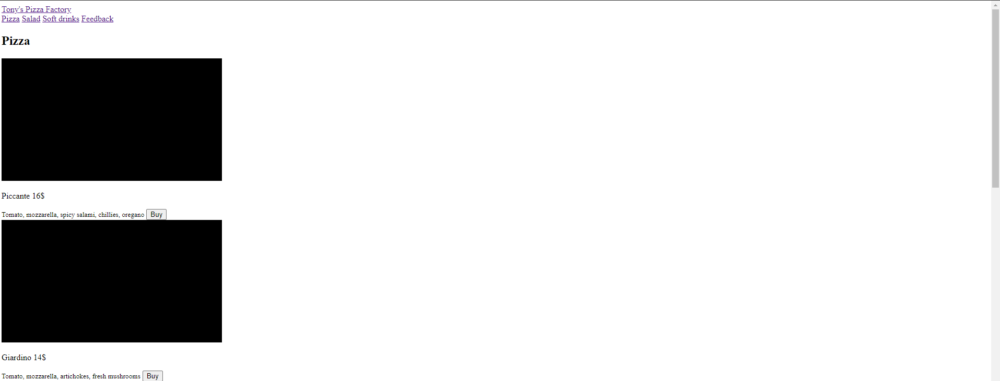 Tony's Pizza Factory
Pizza Salad Soft drinks Feedback
Pizza
Piccante 16$
Tomato, mozzarella, spicy salami, chillies, oregano Buy
Giardino 14$
Tomato, mozzarella, artichokes, fresh mushrooms Buy